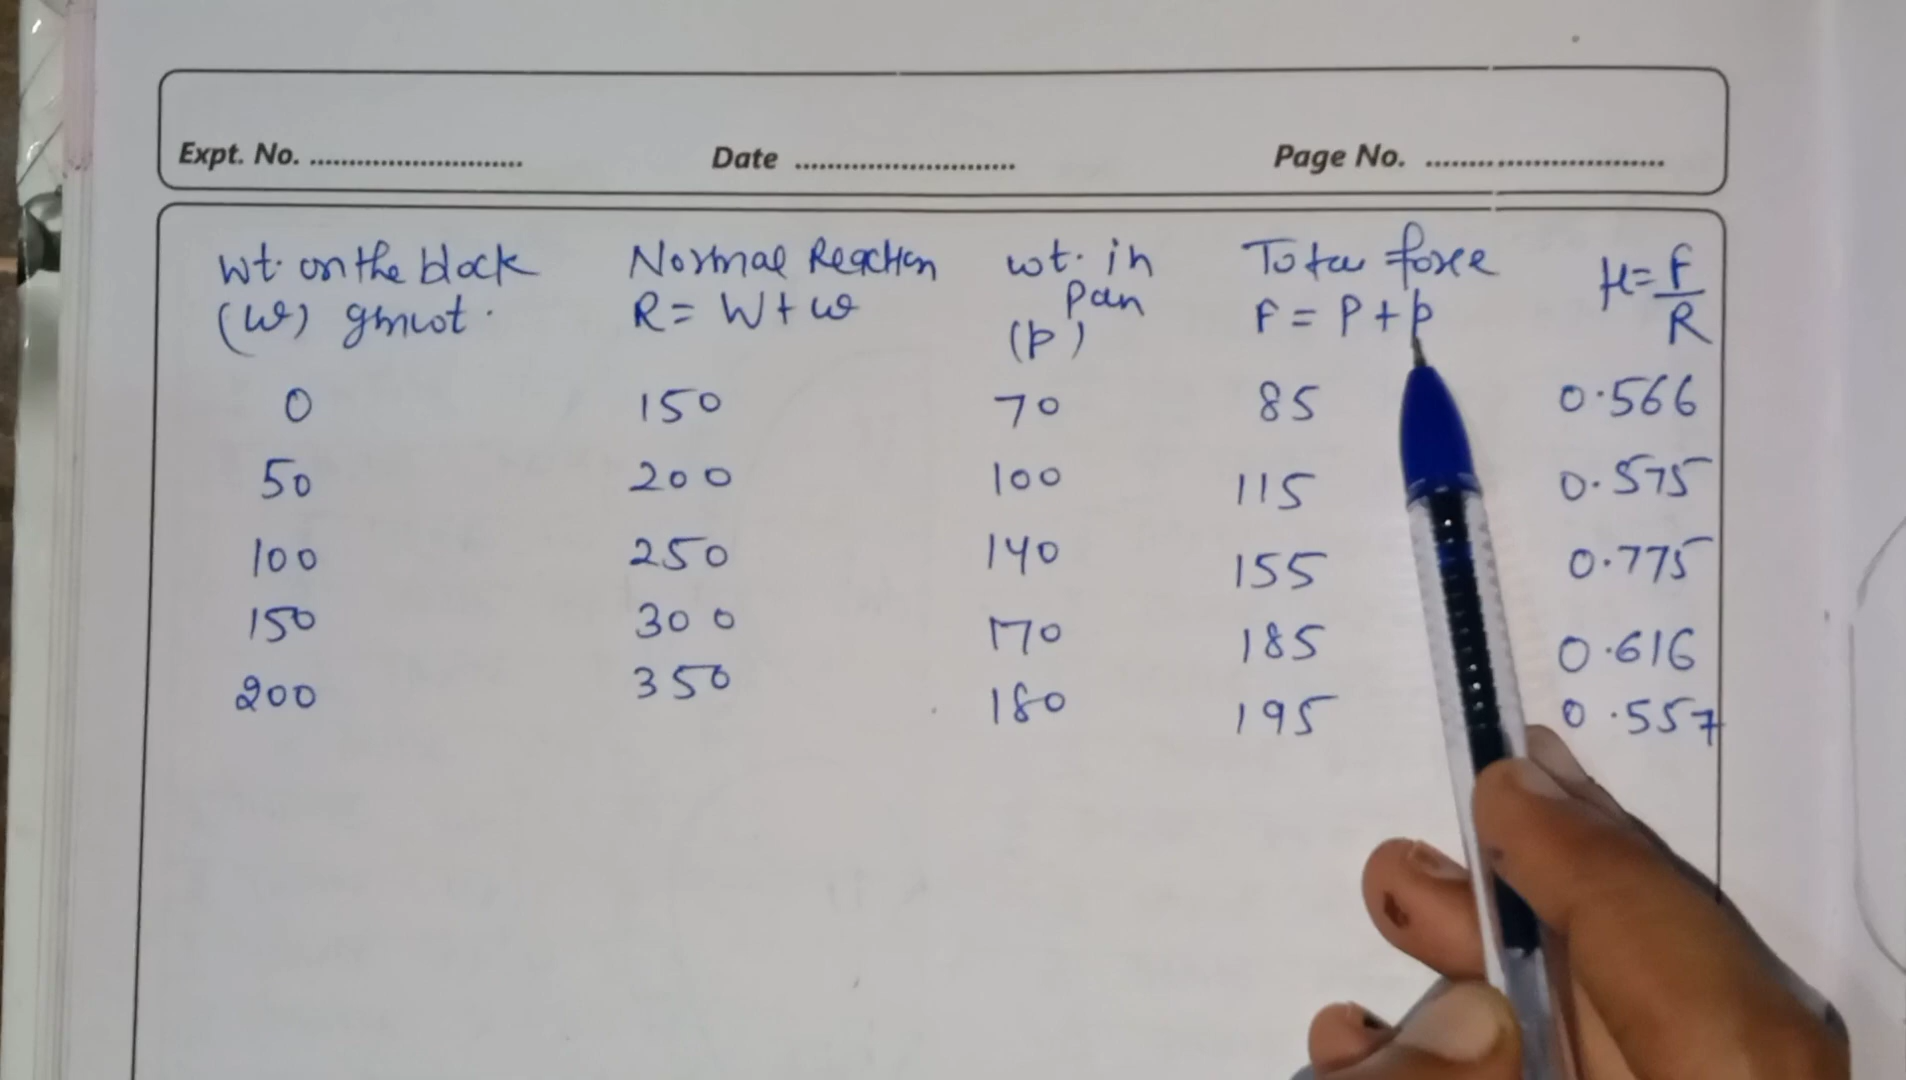 Expt. No. ........................... Date ........................... Page No. ...........................
wt. on the block Normal Reaction wt. in Total force μ = F/R
(w) gmwt. R = W + w Pan F = P + p
(p)
0 150 70 85 0.566
50 200 100 115 0.575
100 250 140 155 0.775
150 300 170 185 0.616
200 350 180 195 0.557